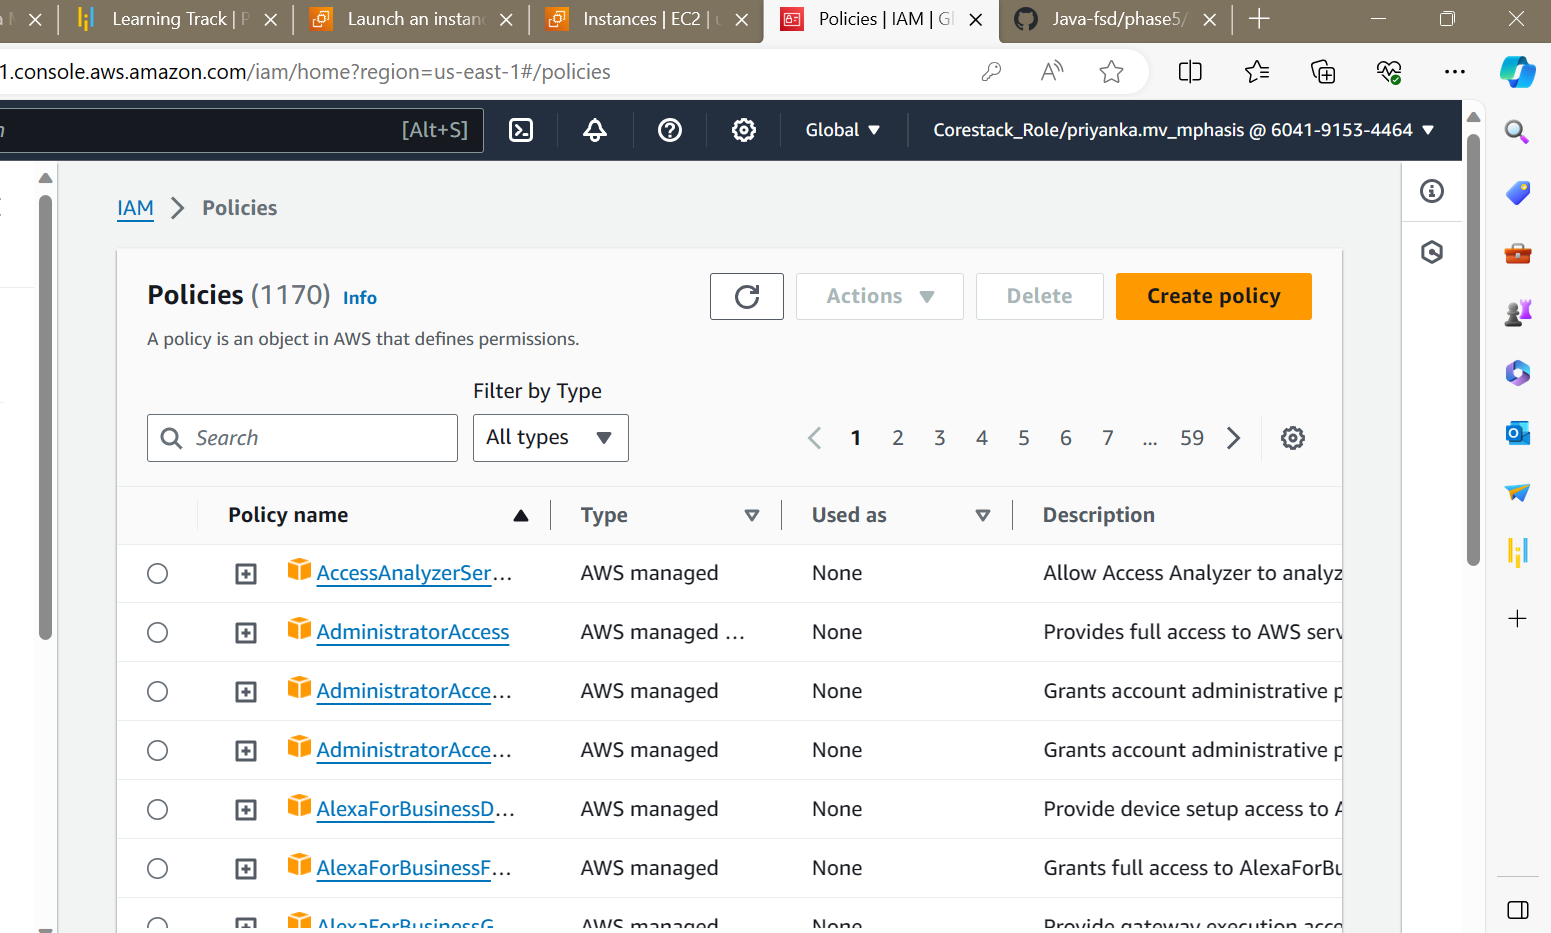 Learning Track | P
Launch an instan
Instances | EC2 | u
Policies | IAM | Gl
Java-fsd/phase5/
1.console.aws.amazon.com/iam/home?region=us-east-1#/policies
[Alt+S]
Global
Corestack_Role/priyanka.mv_mphasis @ 6041-9153-4464
IAM
Policies
Policies (1170) Info
Actions
Delete
Create policy
A policy is an object in AWS that defines permissions.
Filter by Type
Search
All types
1 2 3 4 5 6 7 ... 59
Policy name Type Used as Description
AccessAnalyzerSer... AWS managed None Allow Access Analyzer to analyz
AdministratorAccess AWS managed ... None Provides full access to AWS serv
AdministratorAcce... AWS managed None Grants account administrative p
AdministratorAcce... AWS managed None Grants account administrative p
AlexaForBusinessD... AWS managed None Provide device setup access to A
AlexaForBusinessF... AWS managed None Grants full access to AlexaForBu
AlexaForBusinessG AWS managed None Provide gateway execution acce